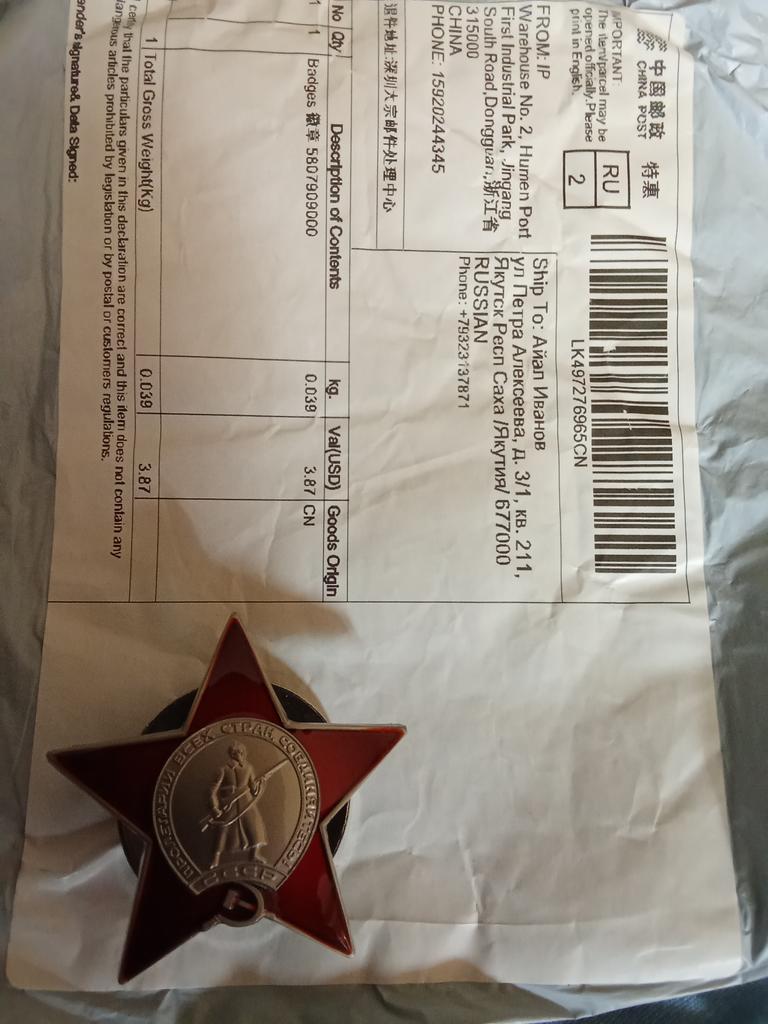 中国邮政 特惠
CHINA POST
IMPORTANT:
The item/parcel may be
opened officially.Please
print in English.
RU
2
LK497276965CN
FROM: IP
Warehouse No. 2, Humen Port
First Industrial Park, Jingang
South Road,Dongguan,浙江省
315000
CHINA
PHONE: 15920244345
Ship To: Айап Иванов
ул Петра Алексеева, д. 3/1, кв. 211,
Якутск Респ Саха /Якутия/ 677000
RUSSIAN
Phone: +79323137871
退件地址:深圳大宗邮件处理中心
No Qty Description of Contents kg. Val(USD) Goods Origin
1 1 Badges 徽章 5807909000 0.039 3.87 CN
1 Total Gross Weight(Kg) 0.039 3.87
certify that the particulars given in this declaration are correct and this item does not contain any
dangerous articles prohibited by legislation or by postal or customers regulations.
sender's signature& Data Signed:
ПРОЛЕТАРИИ ВСЕХ СТРАН, СОЕДИНЯЙТЕСЬ!
СССР